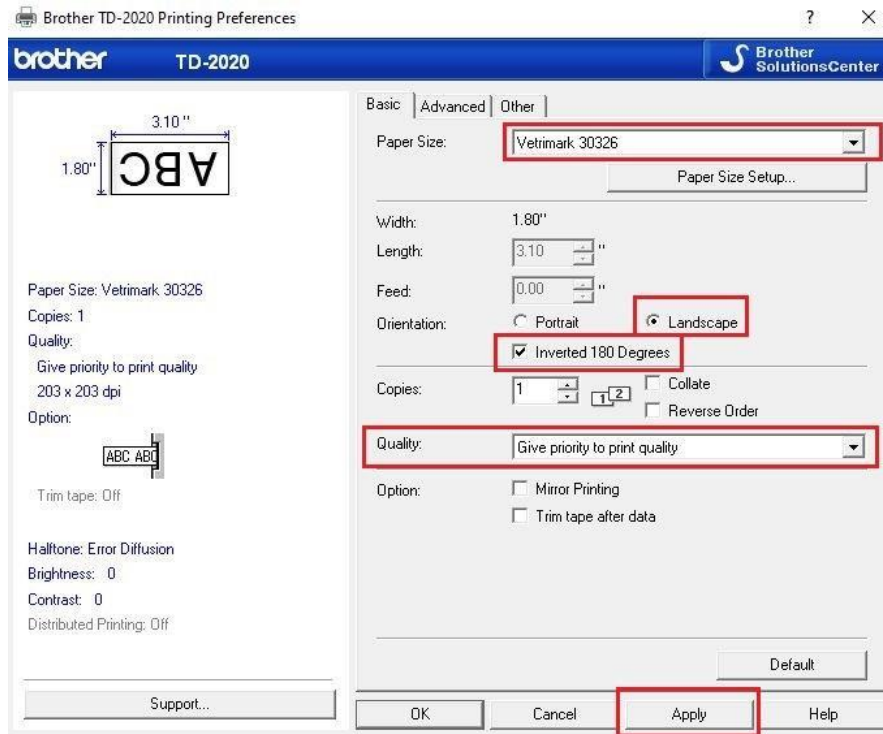 Brother TD-2020 Printing Preferences ? X
brother TD-2020 Brother SolutionsCenter
3.10 "
1.80"
ABC
Paper Size: Vetrimark 30326
Copies: 1
Quality:
Give priority to print quality
203 x 203 dpi
Option:
ABC ABC
Trim tape: Off
Halftone: Error Diffusion
Brightness: 0
Contrast: 0
Distributed Printing: Off
Support...
Basic Advanced Other
Paper Size: Vetrimark 30326
Paper Size Setup...
Width: 1.80"
Length: 3.10 "
Feed: 0.00 "
Orientation: Portrait Landscape
Inverted 180 Degrees
Copies: 1 1 2 Collate
Reverse Order
Quality: Give priority to print quality
Option: Mirror Printing
Trim tape after data
Default
OK Cancel Apply Help